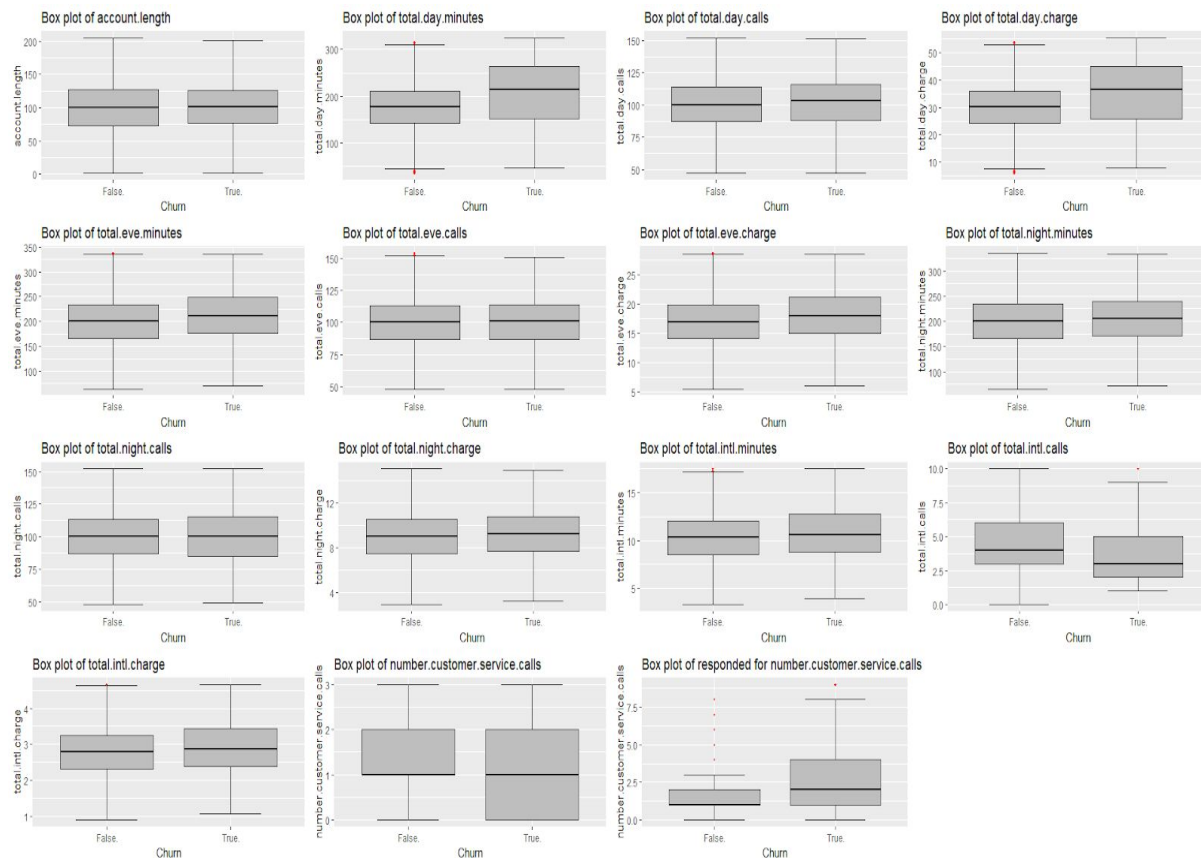 Box plot of account.length
account.length
200
150
100
50
0
False.
True.
Churn
Box plot of total.day.minutes
total.day.minutes
300
200
100
False.
True.
Churn
Box plot of total.day.calls
total.day.calls
150
125
100
75
50
False.
True.
Churn
Box plot of total.day.charge
total.day.charge
50
40
30
20
10
False.
True.
Churn
Box plot of total.eve.minutes
total.eve.minutes
350
300
250
200
150
100
False.
True.
Churn
Box plot of total.eve.calls
total.eve.calls
150
125
100
75
50
False.
True.
Churn
Box plot of total.eve.charge
total.eve.charge
25
20
15
10
5
False.
True.
Churn
Box plot of total.night.minutes
total.night.minutes
300
250
200
150
100
False.
True.
Churn
Box plot of total.night.calls
total.night.calls
150
125
100
75
50
False.
True.
Churn
Box plot of total.night.charge
total.night.charge
12
8
4
False.
True.
Churn
Box plot of total.intl.minutes
total.intl.minutes
15
10
5
False.
True.
Churn
Box plot of total.intl.calls
total.intl.calls
10.0
7.5
5.0
2.5
0.0
False.
True.
Churn
Box plot of total.intl.charge
total.intl.charge
4
3
2
1
False.
True.
Churn
Box plot of number.customer.service.calls
number.customer.service.calls
3
2
1
0
False.
True.
Churn
Box plot of responded for number.customer.service.calls
number.customer.service.calls
7.5
5.0
2.5
0.0
False.
True.
Churn